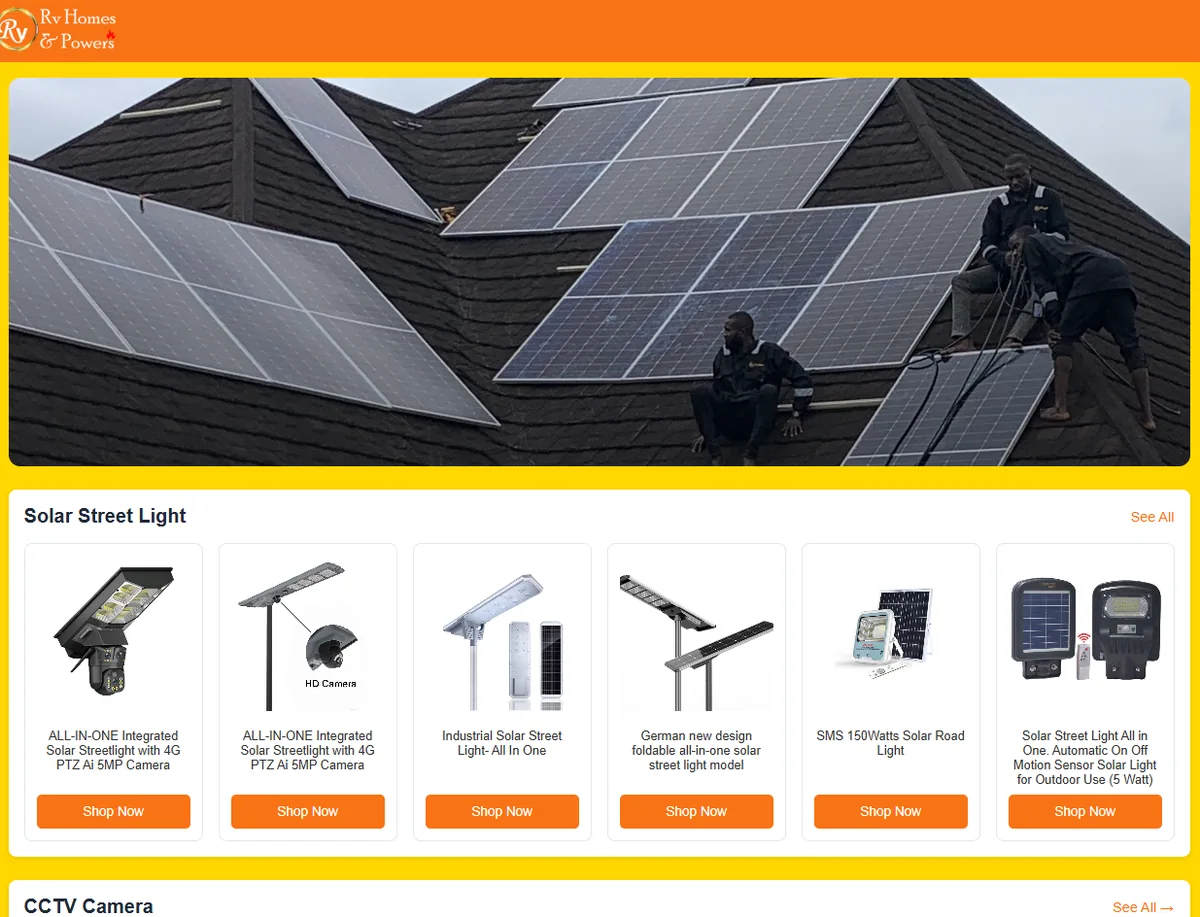 Rv
Rv Homes
& Powers
Solar Street Light
See All
HD Camera
ALL-IN-ONE Integrated
Solar Streetlight with 4G
PTZ Ai 5MP Camera
Shop Now
ALL-IN-ONE Integrated
Solar Streetlight with 4G
PTZ Ai 5MP Camera
Shop Now
Industrial Solar Street
Light- All In One
Shop Now
German new design
foldable all-in-one solar
street light model
Shop Now
SMS 150Watts Solar Road
Light
Shop Now
Solar Street Light All in
One. Automatic On Off
Motion Sensor Solar Light
for Outdoor Use (5 Watt)
Shop Now
CCTV Camera
See All →